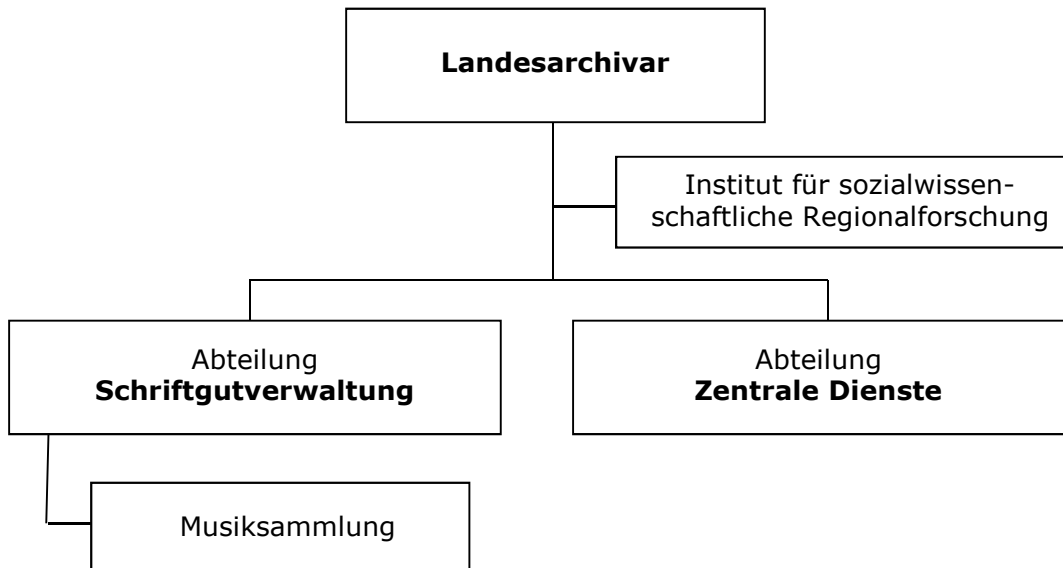 Landesarchivar
Institut für sozialwissen-
schaftliche Regionalforschung
Abteilung
Schriftgutverwaltung
Abteilung
Zentrale Dienste
Musiksammlung